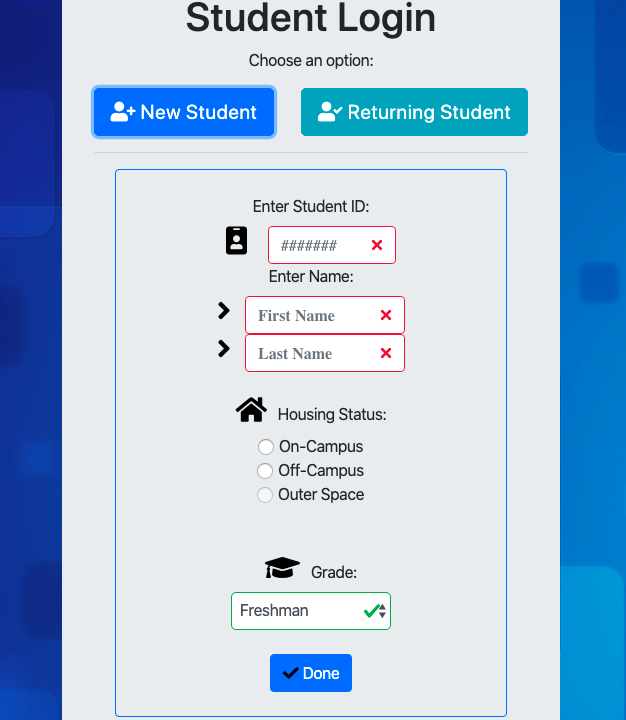 Student Login
Choose an option:
New Student
Returning Student
Enter Student ID:
#######
Enter Name:
First Name
Last Name
Housing Status:
On-Campus
Off-Campus
Outer Space
Grade:
Freshman
Done